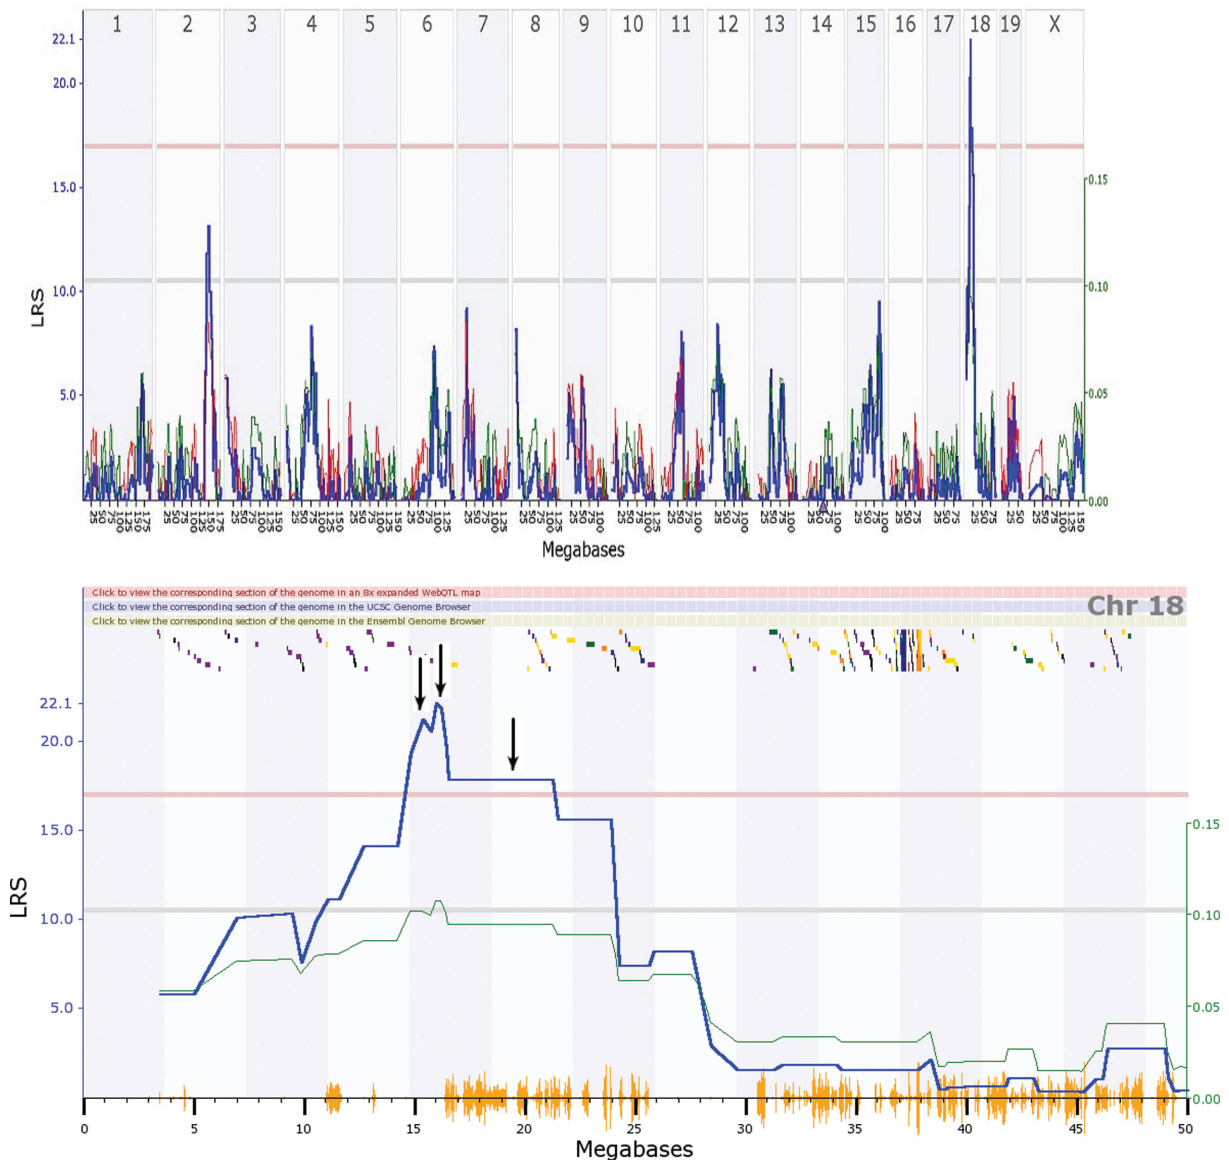 1 2 3 4 5 6 7 8 9 10 11 12 13 14 15 16 17 18 19 X
22.1
20.0
15.0
10.0
5.0
LRS
0.15
0.10
0.05
0.00
Megabases
Click to view the corresponding section of the genome in an 8x expanded WebQTL map
Click to view the corresponding section of the genome in the UCSC Genome Browser
Click to view the corresponding section of the genome in the Ensembl Genome Browser
Chr 18
22.1
20.0
15.0
10.0
5.0
LRS
0.15
0.10
0.05
0.00
0 5 10 15 20 25 30 35 40 45 50
Megabases